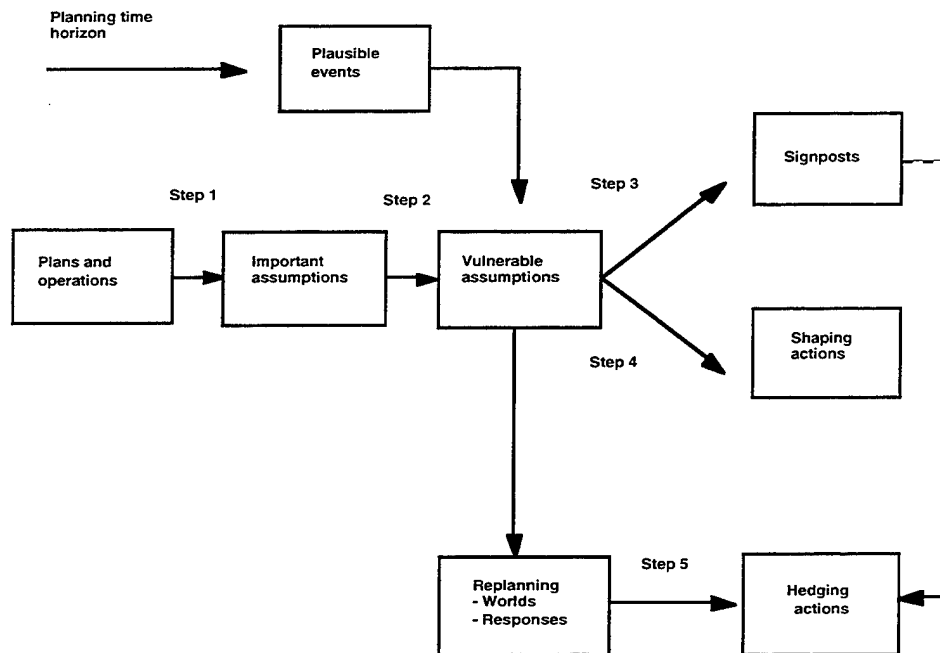 Planning time
horizon
Plausible
events
Signposts
Step 3
Step 1
Step 2
Plans and
operations
Important
assumptions
Vulnerable
assumptions
Shaping
actions
Step 4
Step 5
Replanning
- Worlds
- Responses
Hedging
actions